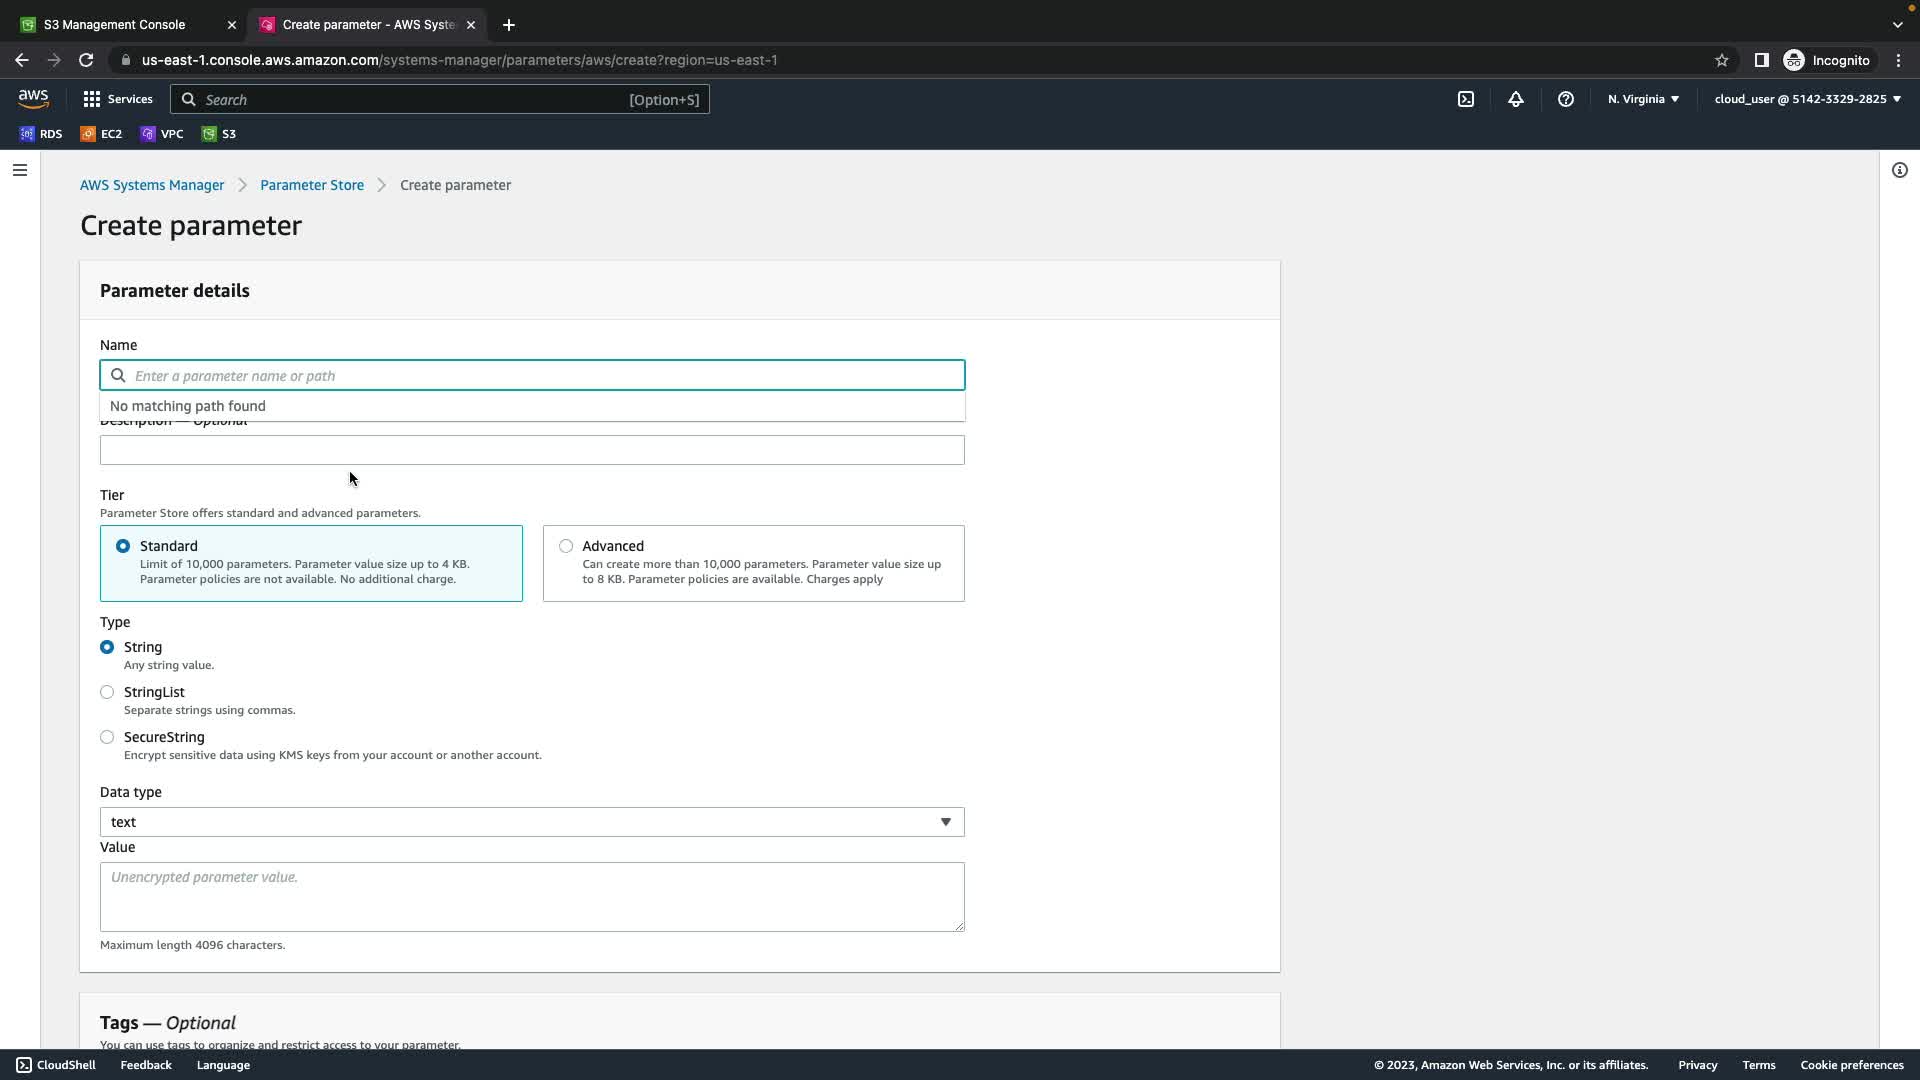 S3 Management Console
Create parameter - AWS Syste
us-east-1.console.aws.amazon.com/systems-manager/parameters/aws/create?region=us-east-1
Incognito
aws
Services
Search
[Option+S]
N. Virginia
cloud_user @ 5142-3329-2825
RDS
EC2
VPC
S3
AWS Systems Manager
Parameter Store
Create parameter
Create parameter
Parameter details
Name
Enter a parameter name or path
No matching path found
Description — Optional
Tier
Parameter Store offers standard and advanced parameters.
Standard
Limit of 10,000 parameters. Parameter value size up to 4 KB.
Parameter policies are not available. No additional charge.
Advanced
Can create more than 10,000 parameters. Parameter value size up
to 8 KB. Parameter policies are available. Charges apply
Type
String
Any string value.
StringList
Separate strings using commas.
SecureString
Encrypt sensitive data using KMS keys from your account or another account.
Data type
text
Value
Unencrypted parameter value.
Maximum length 4096 characters.
Tags — Optional
You can use tags to organize and restrict access to your parameter.
CloudShell
Feedback
Language
© 2023, Amazon Web Services, Inc. or its affiliates.
Privacy
Terms
Cookie preferences